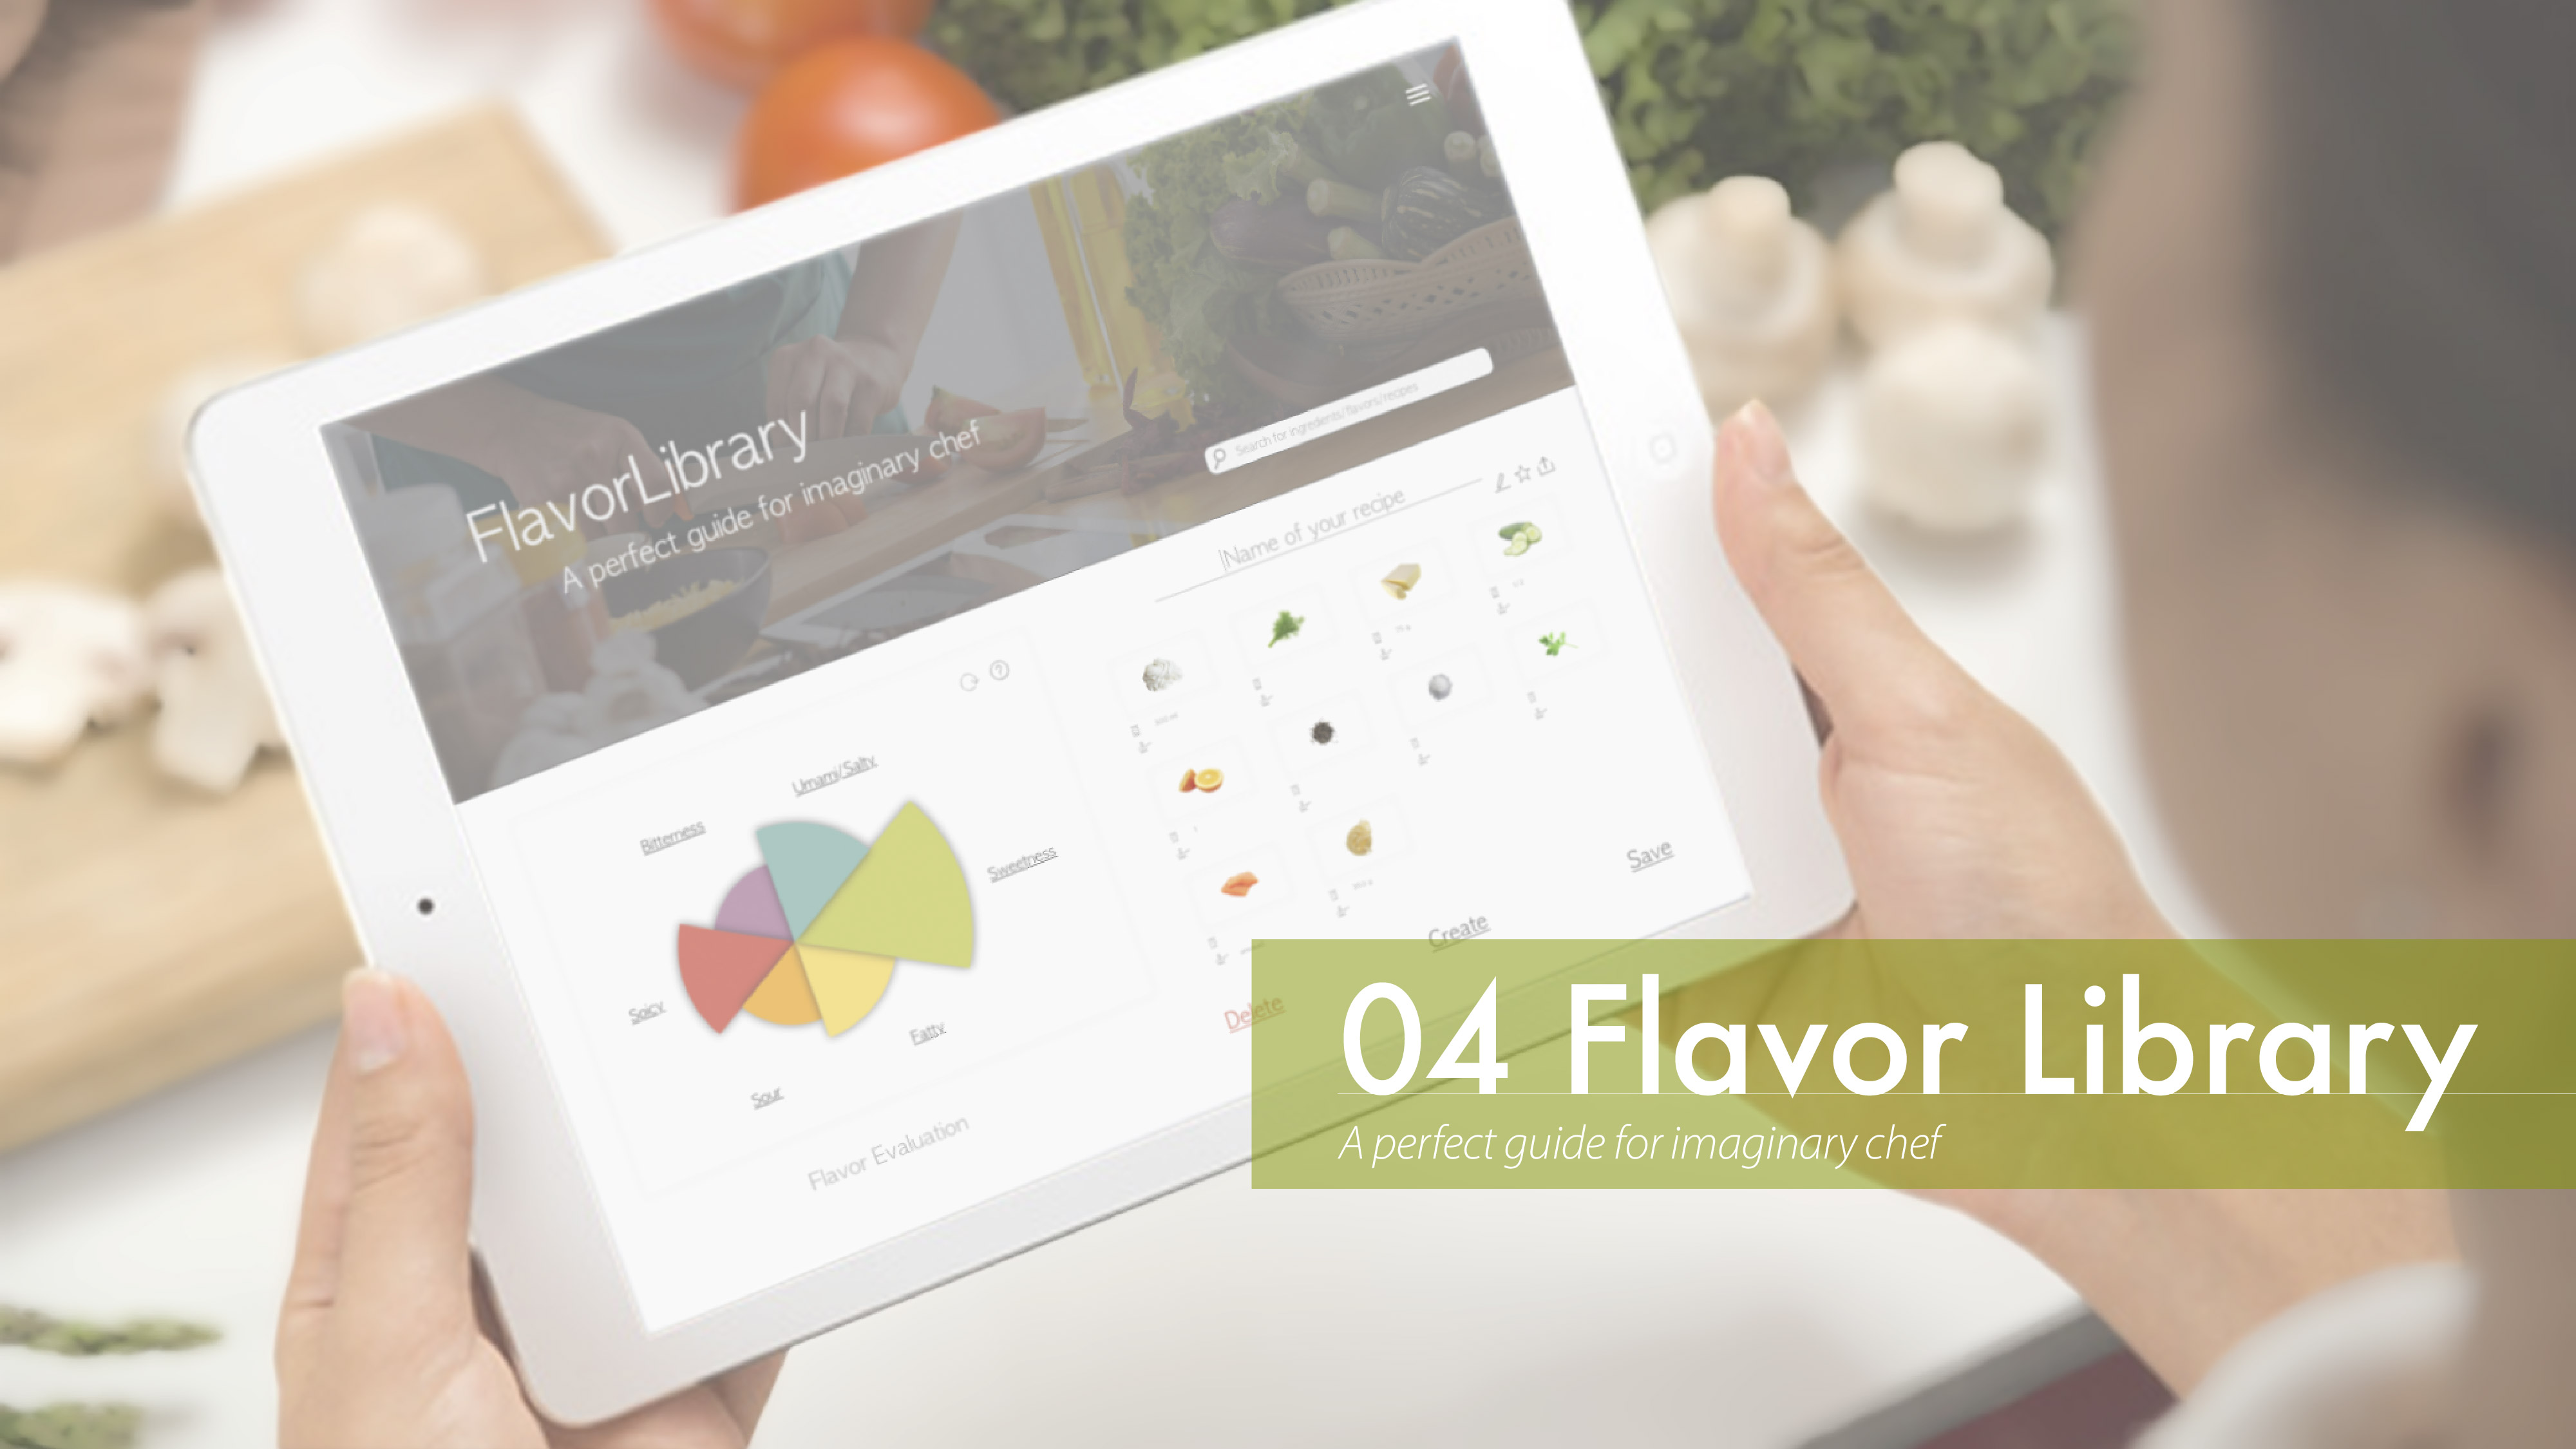 FlavorLibrary
A perfect guide for imaginary chef
Search for ingredients/flavors/recipes
Name of your recipe
Umami/Salty
Bitterness
Sweetness
Spicy
Fatty
Sour
Flavor Evaluation
Save
Create
Delete
04 Flavor Library
A perfect guide for imaginary chef